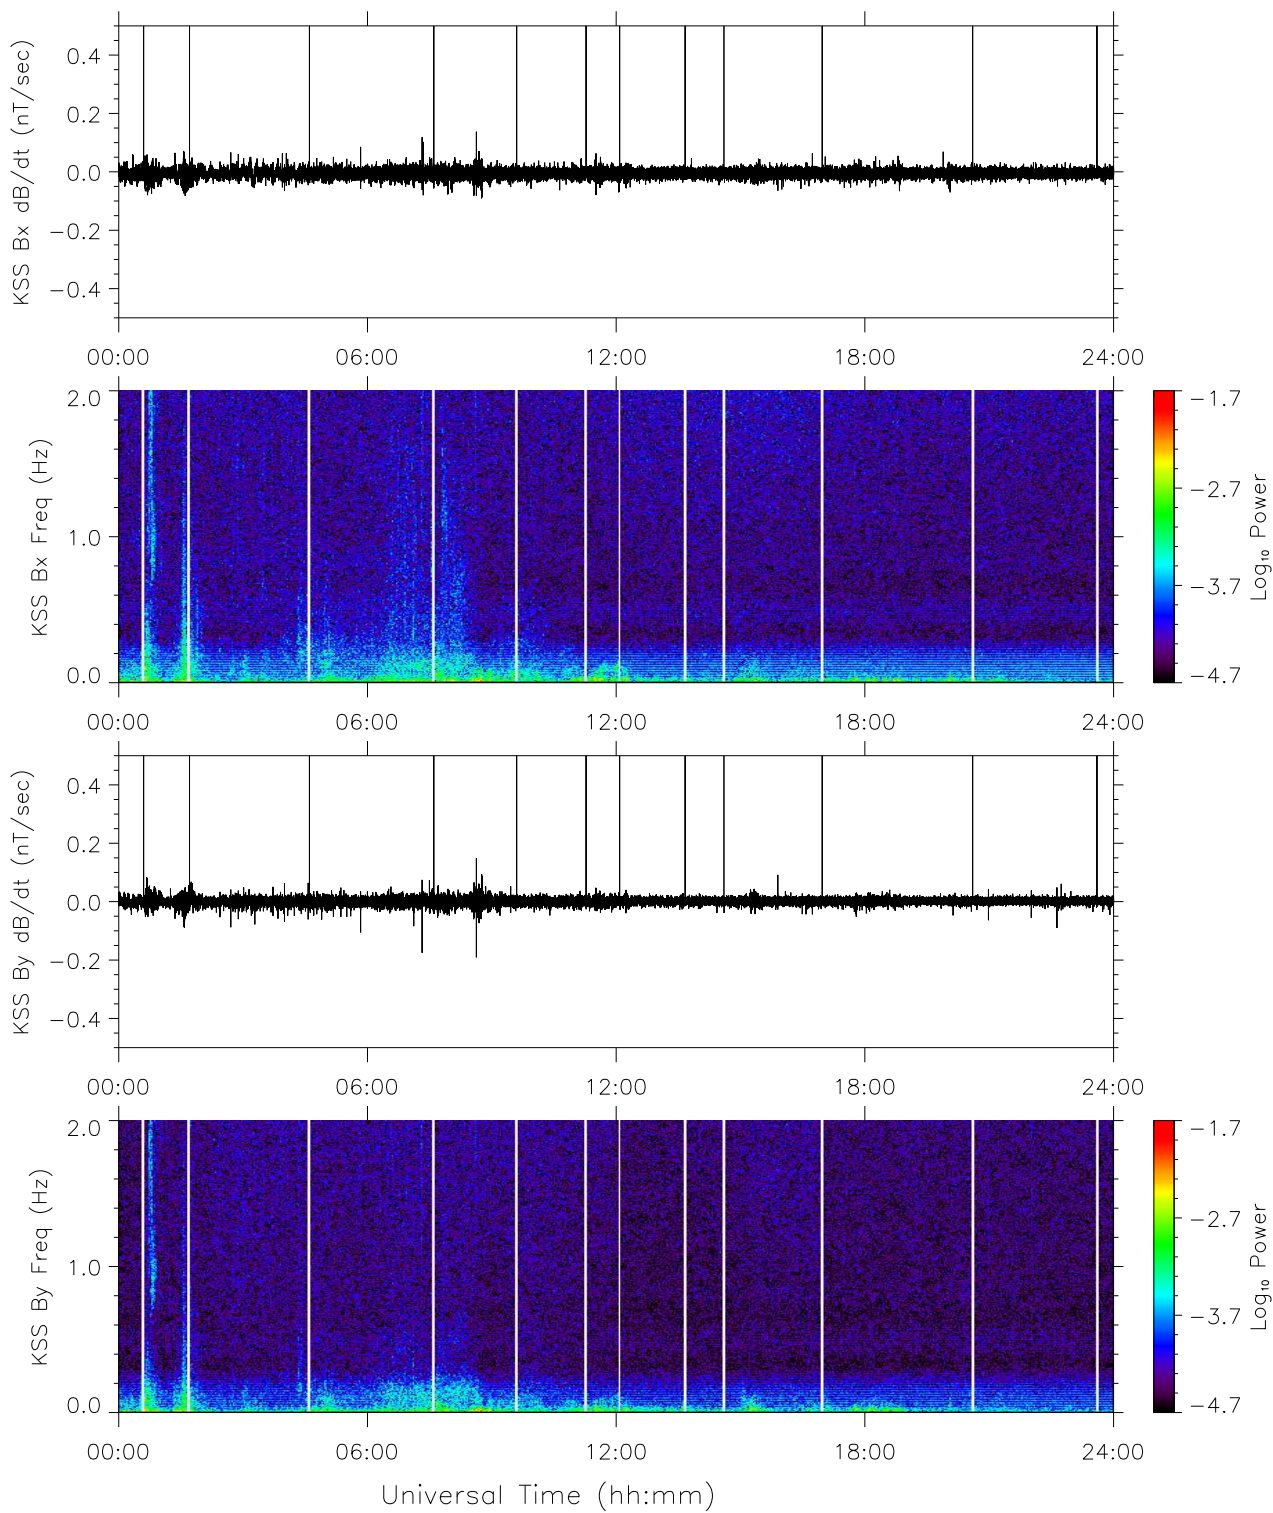 KSS Bx dB/dt (nT/sec)
0.4
0.2
0.0
−0.2
−0.4
00:00 06:00 12:00 18:00 24:00
KSS Bx Freq (Hz)
2.0
1.0
0.0
00:00 06:00 12:00 18:00 24:00
−1.7
−2.7
−3.7
−4.7
Log₁₀ Power
KSS By dB/dt (nT/sec)
0.4
0.2
0.0
−0.2
−0.4
00:00 06:00 12:00 18:00 24:00
KSS By Freq (Hz)
2.0
1.0
0.0
00:00 06:00 12:00 18:00 24:00
−1.7
−2.7
−3.7
−4.7
Log₁₀ Power
Universal Time (hh:mm)